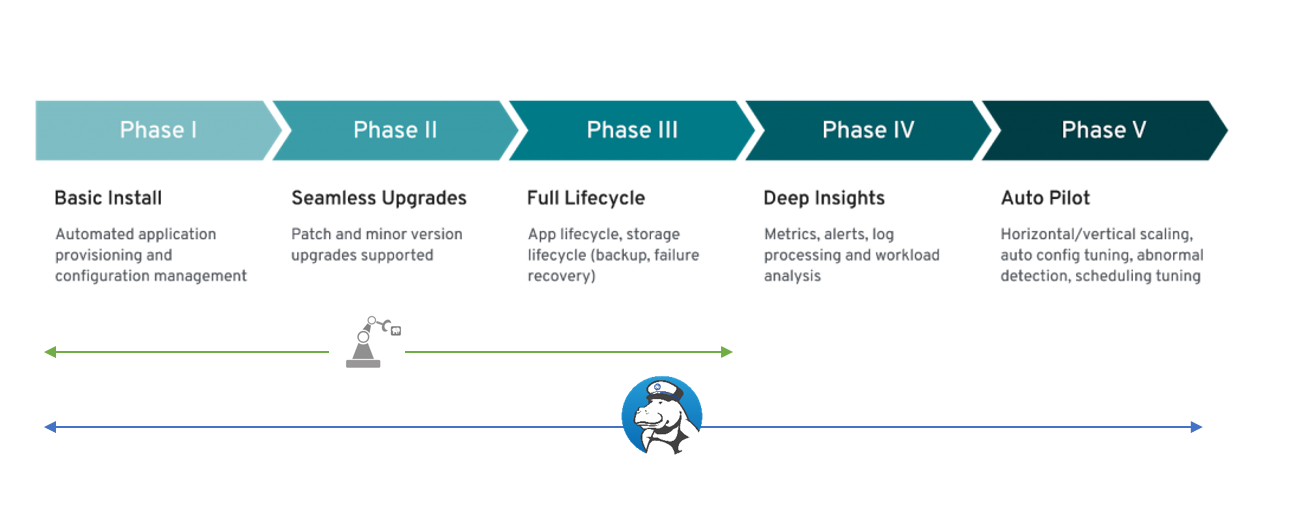 Phase I
Phase II
Phase III
Phase IV
Phase V
Basic Install
Automated application
provisioning and
configuration management
Seamless Upgrades
Patch and minor version
upgrades supported
Full Lifecycle
App lifecycle, storage
lifecycle (backup, failure
recovery)
Deep Insights
Metrics, alerts, log
processing and workload
analysis
Auto Pilot
Horizontal/vertical scaling,
auto config tuning, abnormal
detection, scheduling tuning